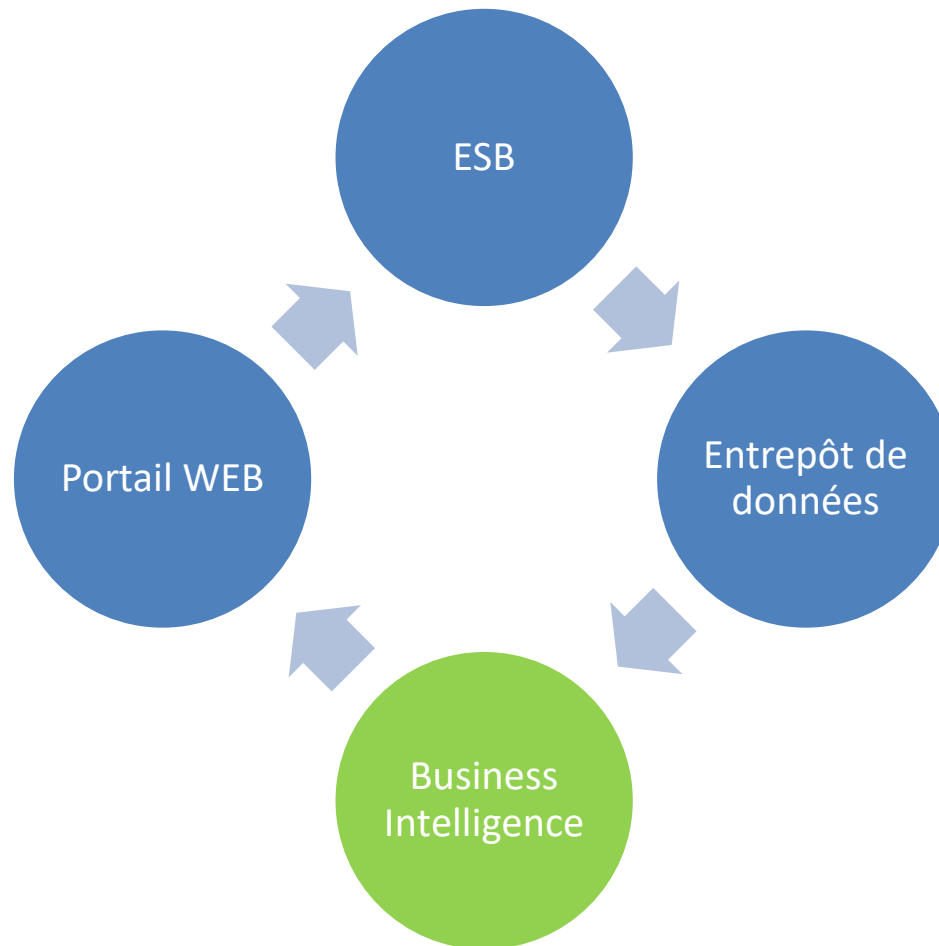 ESB
Portail WEB
Entrepôt de
données
Business
Intelligence